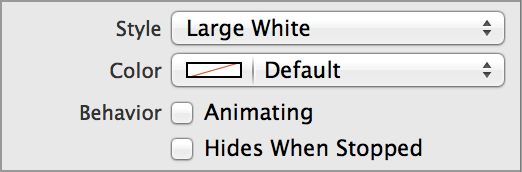 Style Large White
Color Default
Behavior Animating
Hides When Stopped